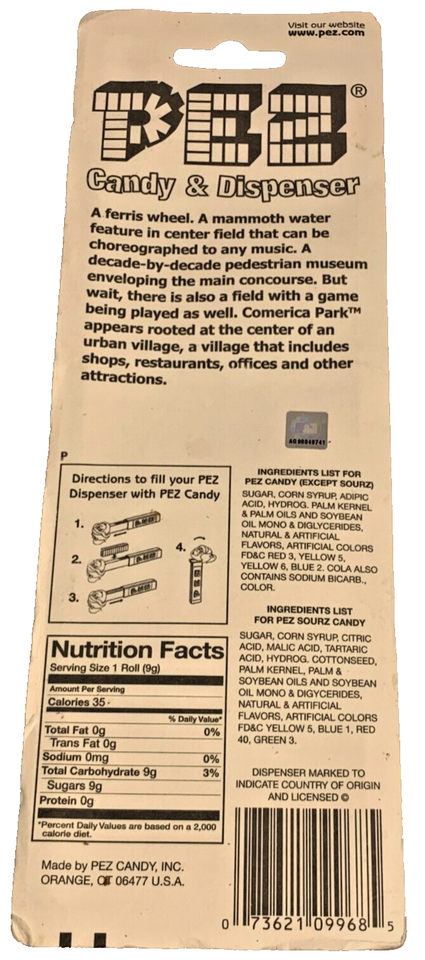 Visit our website
www.pez.com
PEZ®
Candy & Dispenser
A ferris wheel. A mammoth water
feature in center field that can be
choreographed to any music. A
decade-by-decade pedestrian museum
enveloping the main concourse. But
wait, there is also a field with a game
being played as well. Comerica Park™
appears rooted at the center of an
urban village, a village that includes
shops, restaurants, offices and other
attractions.
P
Directions to fill your PEZ
Dispenser with PEZ Candy
1.
2.
3.
4.
Nutrition Facts
Serving Size 1 Roll (9g)
Amount Per Serving
Calories 35
% Daily Value*
Total Fat 0g 0%
Trans Fat 0g
Sodium 0mg 0%
Total Carbohydrate 9g 3%
Sugars 9g
Protein 0g
*Percent Daily Values are based on a 2,000
calorie diet.
Made by PEZ CANDY, INC.
ORANGE, CT 06477 U.S.A.
INGREDIENTS LIST FOR
PEZ CANDY (EXCEPT SOURZ)
SUGAR, CORN SYRUP, ADIPIC
ACID, HYDROG. PALM KERNEL
& PALM OILS AND SOYBEAN
OIL MONO & DIGLYCERIDES,
NATURAL & ARTIFICIAL
FLAVORS, ARTIFICIAL COLORS
FD&C RED 3, YELLOW 5,
YELLOW 6, BLUE 2. COLA ALSO
CONTAINS SODIUM BICARB.,
COLOR.
INGREDIENTS LIST
FOR PEZ SOURZ CANDY
SUGAR, CORN SYRUP, CITRIC
ACID, MALIC ACID, TARTARIC
ACID, HYDROG. COTTONSEED,
PALM KERNEL, PALM &
SOYBEAN OILS AND SOYBEAN
OIL MONO & DIGYCERIDES,
NATURAL & ARTIFICIAL
FLAVORS, ARTIFICIAL COLORS
FD&C YELLOW 5, BLUE 1, RED
40, GREEN 3.
DISPENSER MARKED TO
INDICATE COUNTRY OF ORIGIN
AND LICENSED ©
0 73621 09968 5